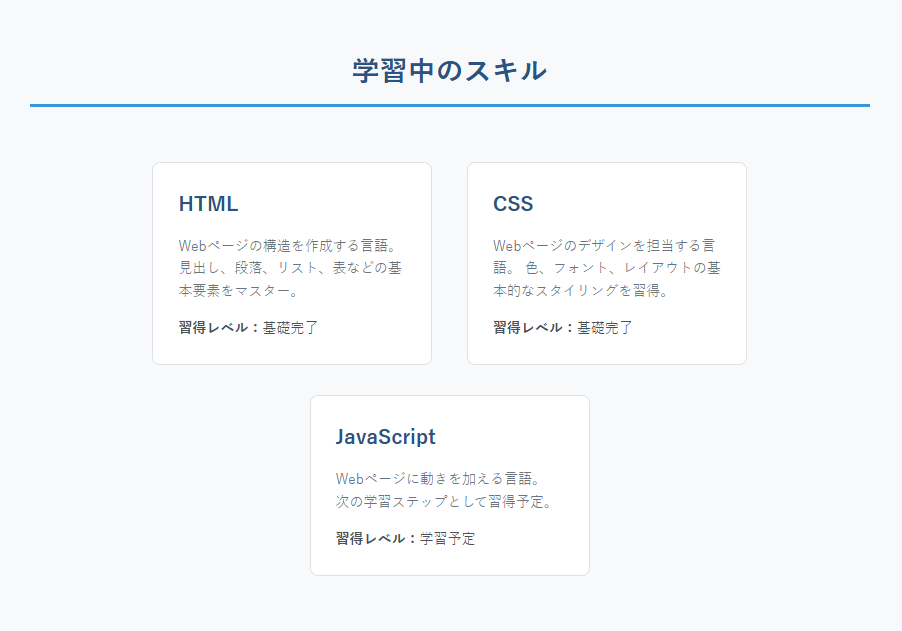 学習中のスキル
HTML
Webページの構造を作成する言語。
見出し、段落、リスト、表などの基
本要素をマスター。
習得レベル：基礎完了
CSS
Webページのデザインを担当する言
語。 色、フォント、レイアウトの基
本的なスタイリングを習得。
習得レベル：基礎完了
JavaScript
Webページに動きを加える言語。
次の学習ステップとして習得予定。
習得レベル：学習予定